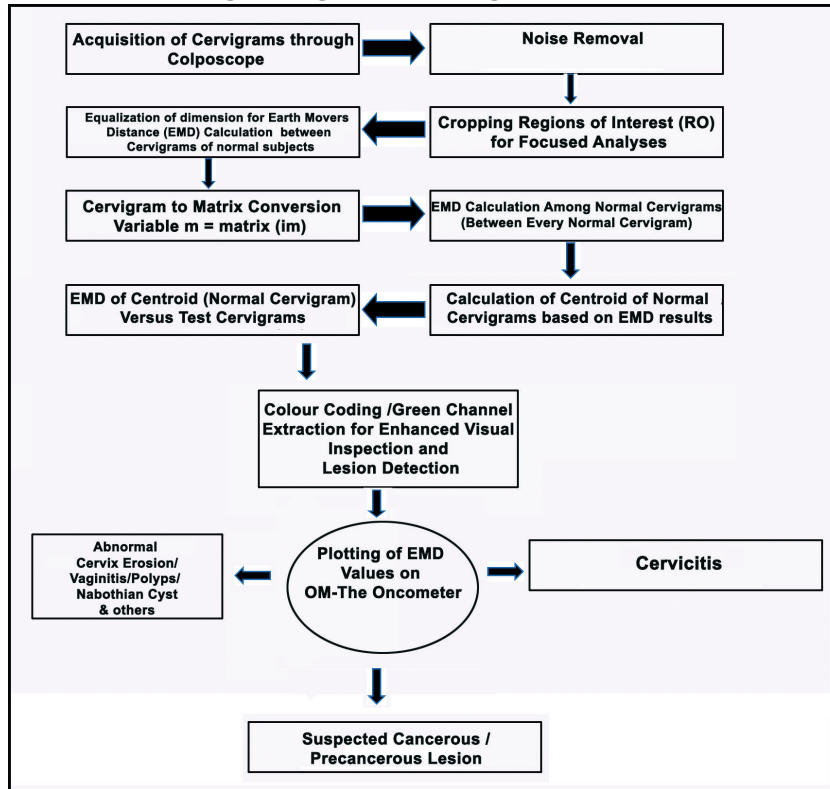 Acquisition of Cervigrams through
Colposcope
Noise Removal
Equalization of dimension for Earth Movers
Distance (EMD) Calculation between
Cervigrams of normal subjects
Cropping Regions of Interest (RO)
for Focused Analyses
Cervigram to Matrix Conversion
Variable m = matrix (im)
EMD Calculation Among Normal Cervigrams
(Between Every Normal Cervigram)
EMD of Centroid (Normal Cervigram)
Versus Test Cervigrams
Calculation of Centroid of Normal
Cervigrams based on EMD results
Colour Coding /Green Channel
Extraction for Enhanced Visual
Inspection and
Lesion Detection
Abnormal
Cervix Erosion/
Vaginitis/Polyps/
Nabothian Cyst
& others
Plotting of EMD
Values on
OM-The Oncometer
Cervicitis
Suspected Cancerous /
Precancerous Lesion